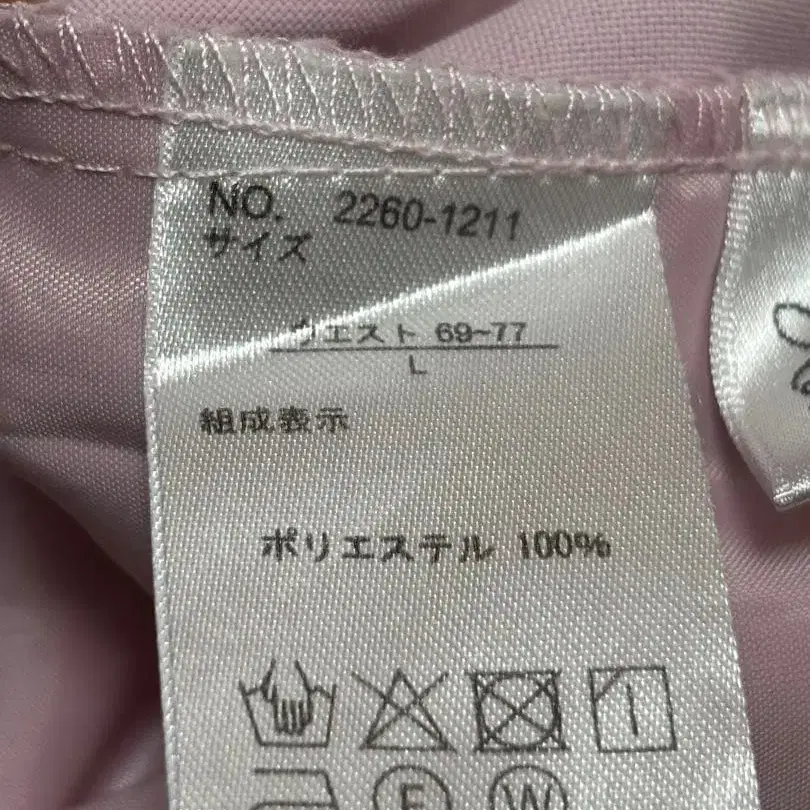 NO. 2260-1211
サイズ
ウエスト 69~77
L
組成表示
ポリエステル 100%
F W